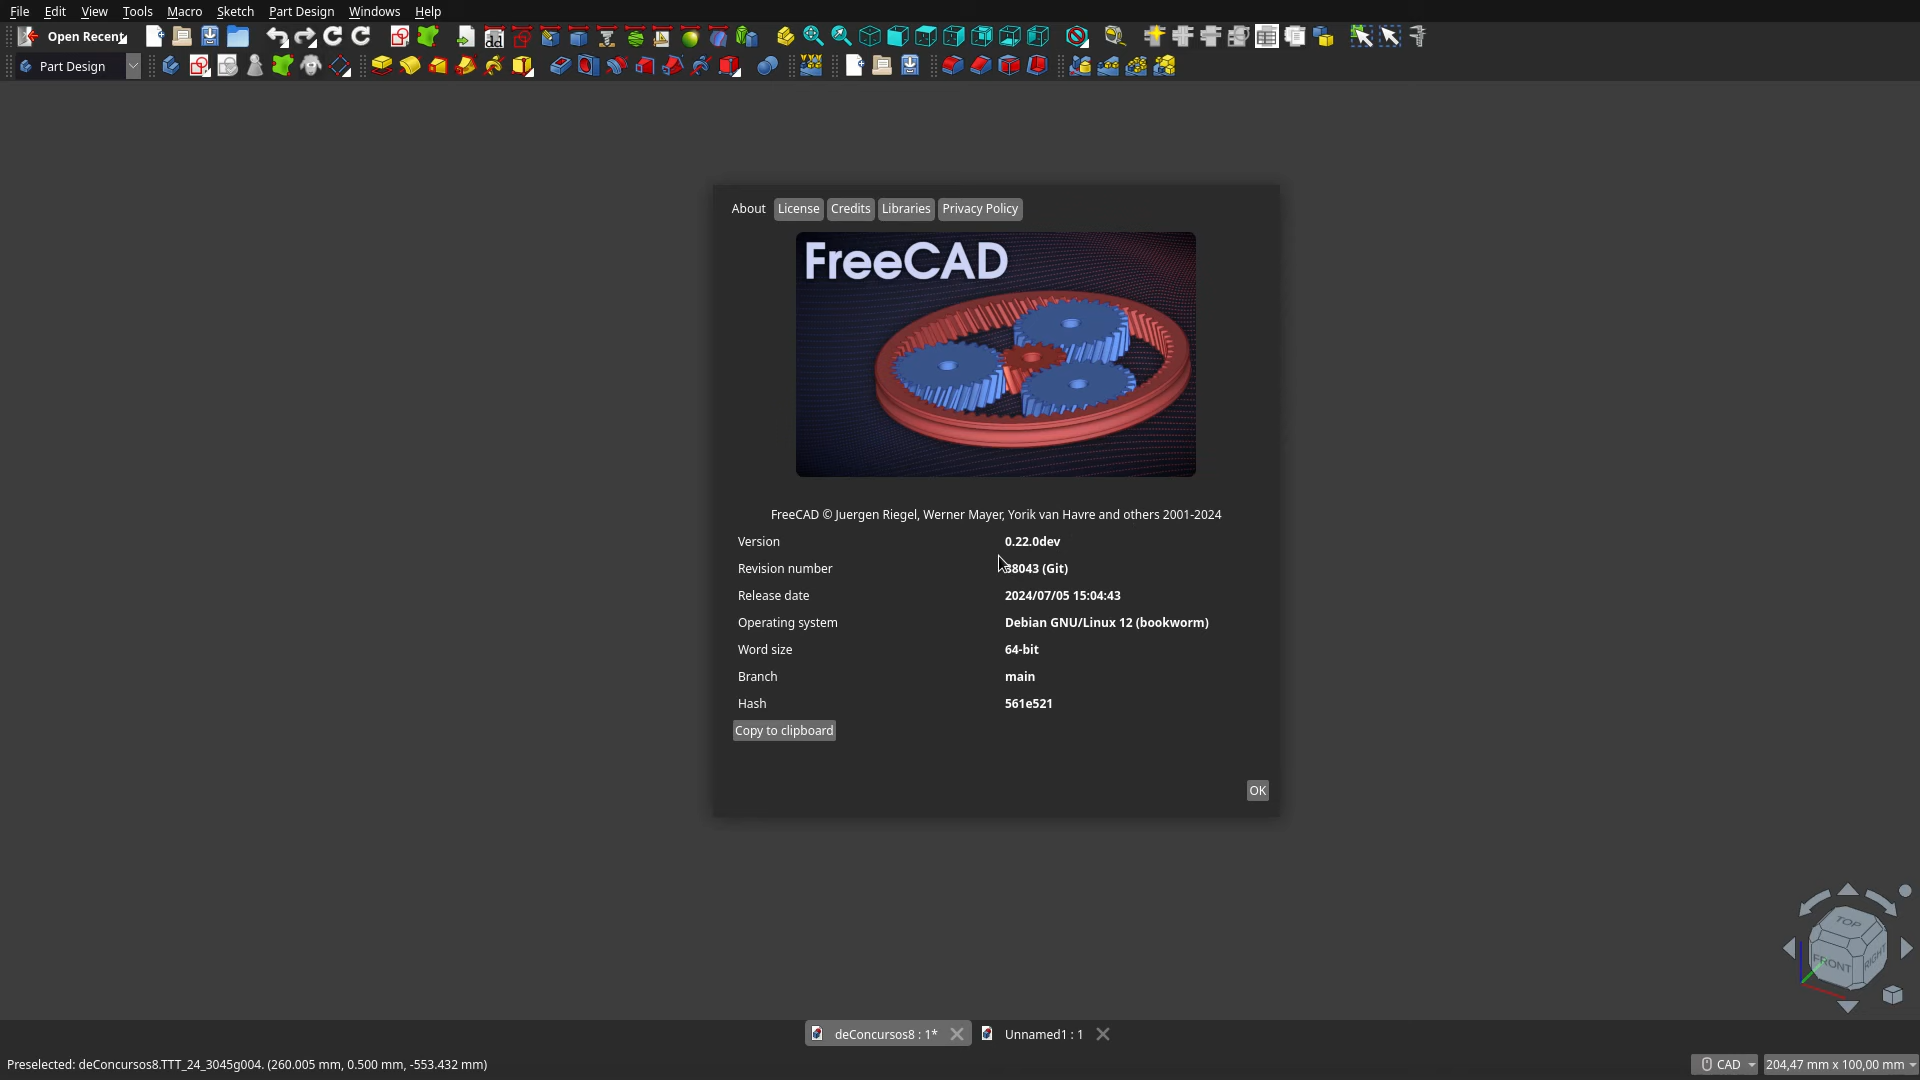 File Edit View Tools Macro Sketch Part Design Windows Help
Open Recent
Part Design
About License Credits Libraries Privacy Policy
FreeCAD
FreeCAD © Juergen Riegel, Werner Mayer, Yorik van Havre and others 2001-2024
Version 0.22.0dev
Revision number 38043 (Git)
Release date 2024/07/05 15:04:43
Operating system Debian GNU/Linux 12 (bookworm)
Word size 64-bit
Branch main
Hash 561e521
Copy to clipboard
OK
TOP
FRONT RIGHT
deConcursos8 : 1* Unnamed1 : 1
Preselected: deConcursos8.TTT_24_3045g004. (260.005 mm, 0.500 mm, -553.432 mm) CAD 204,47 mm x 100,00 mm